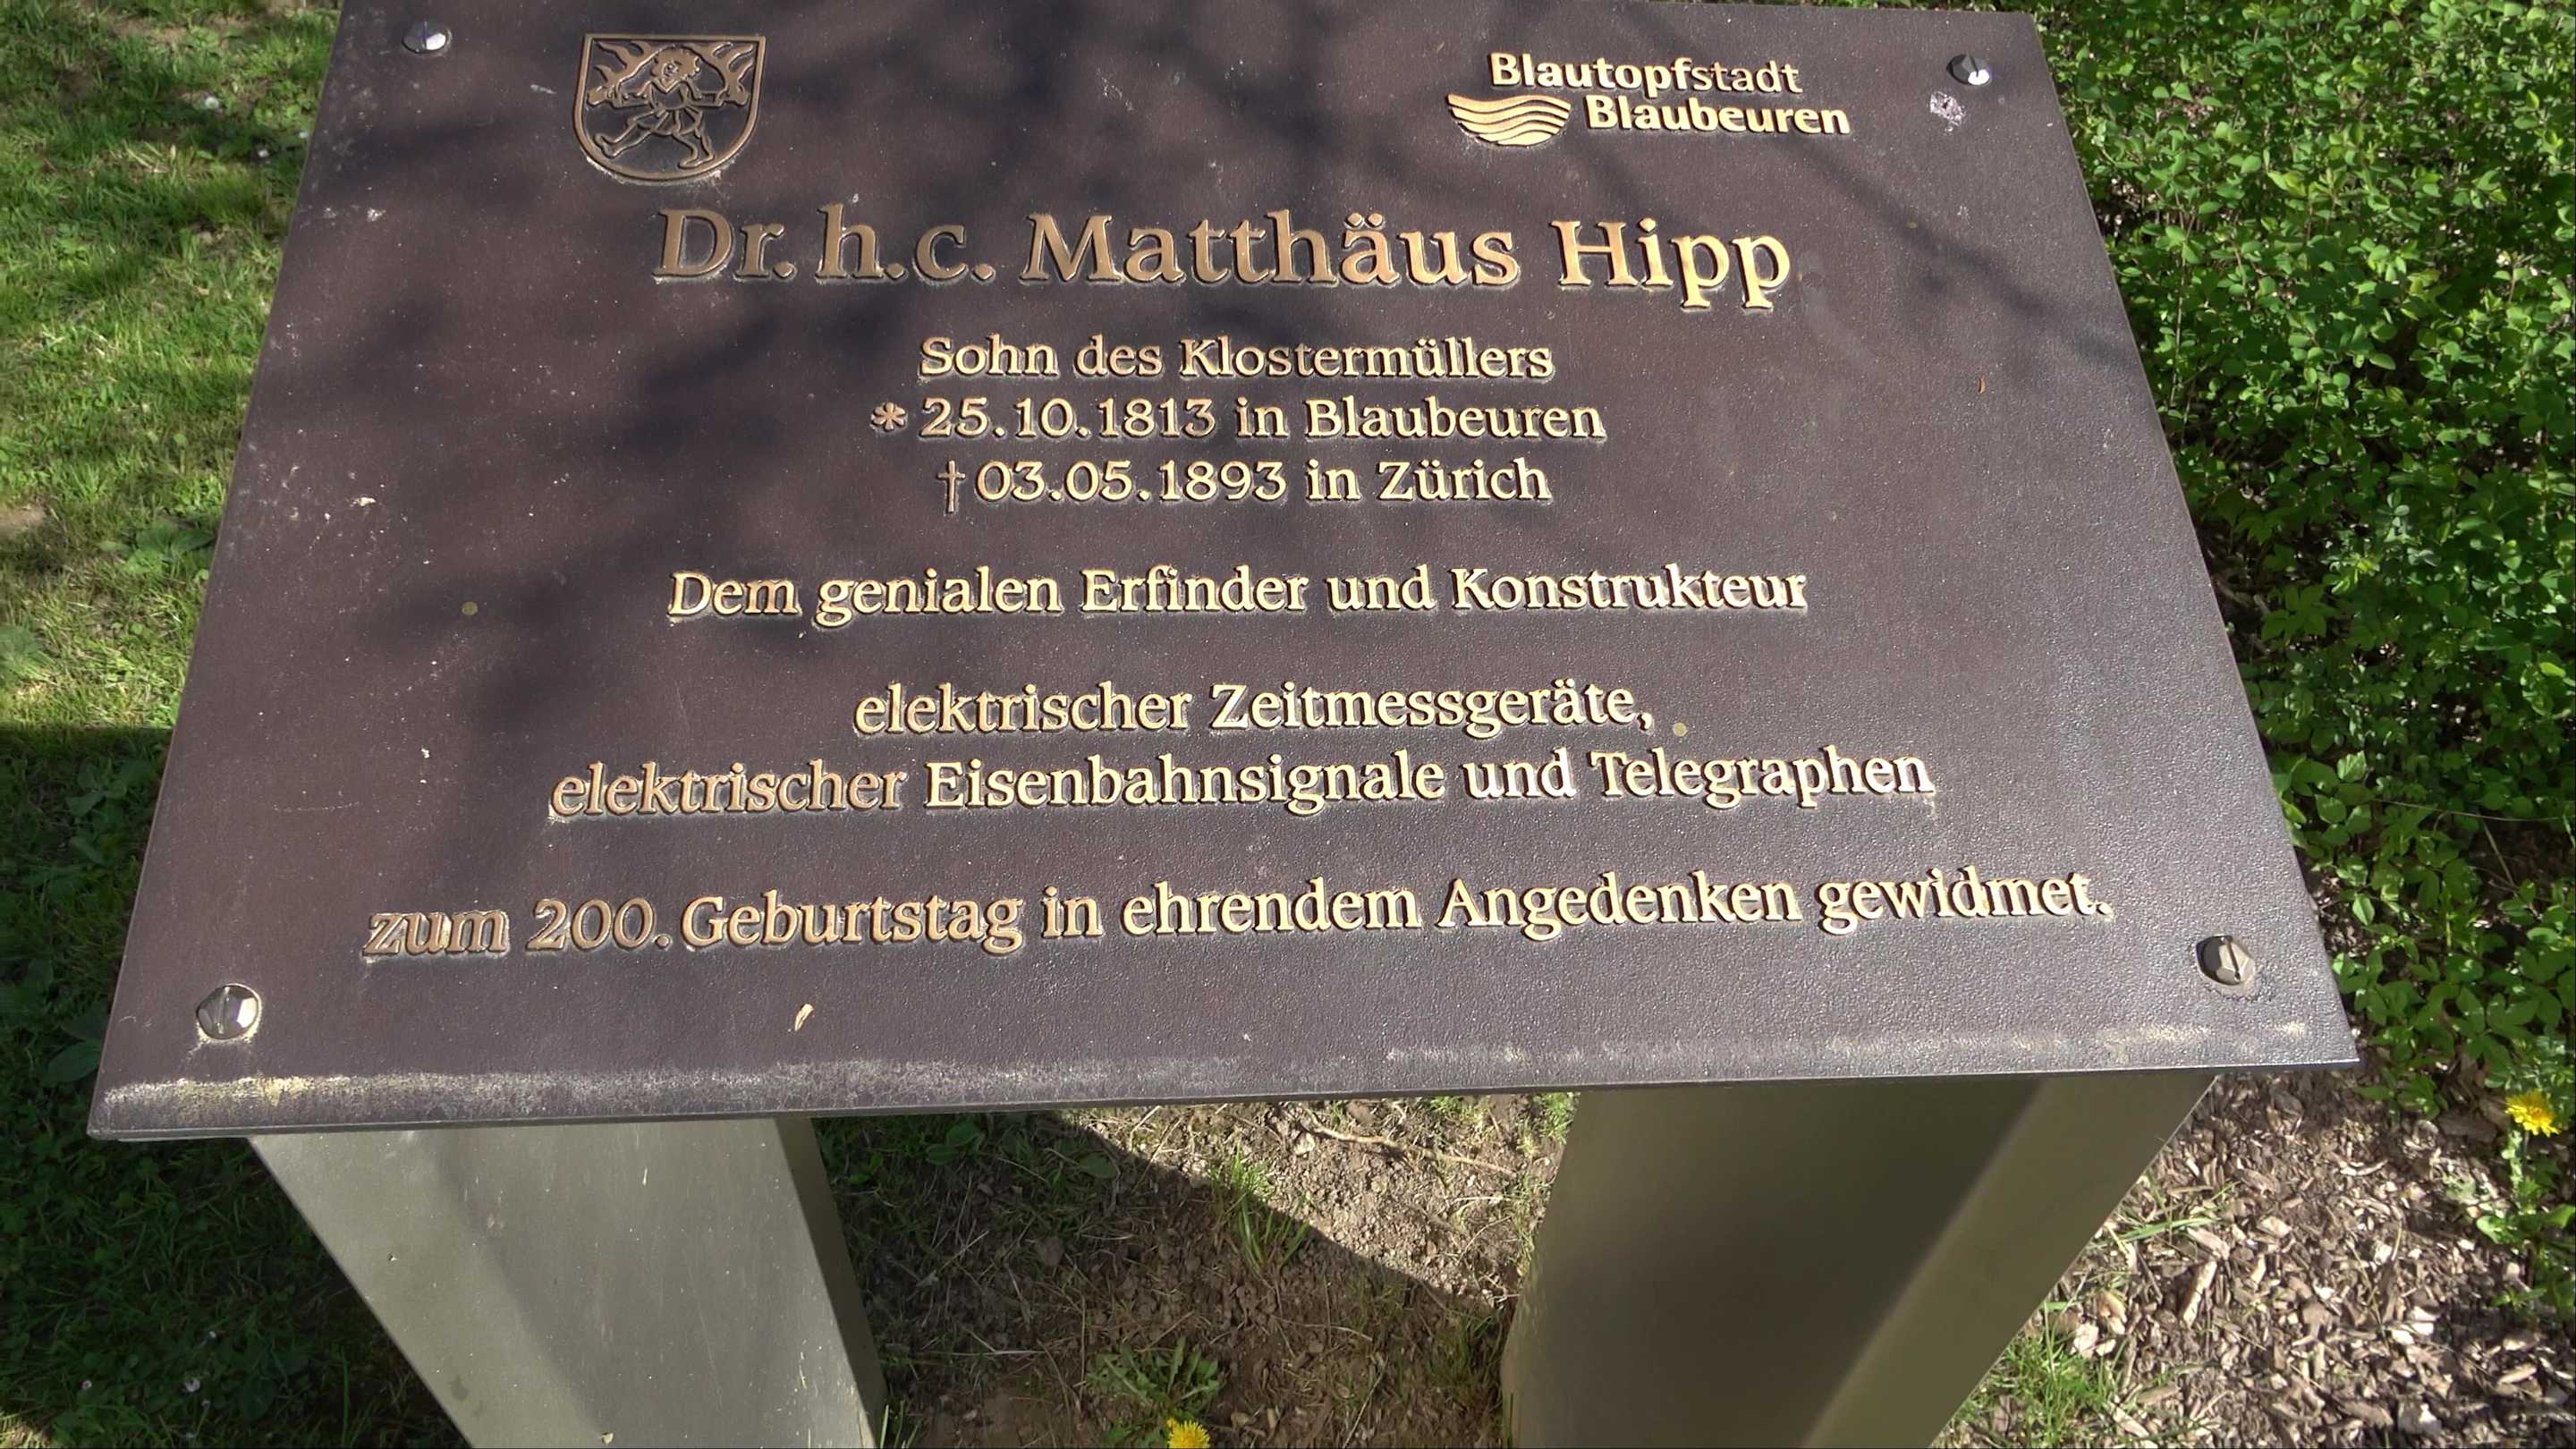 Blautopfstadt
Blaubeuren
Dr. h.c. Matthäus Hipp
Sohn des Klostermüllers
* 25.10.1813 in Blaubeuren
† 03.05.1893 in Zürich
Dem genialen Erfinder und Konstrukteur
elektrischer Zeitmessgeräte,
elektrischer Eisenbahnsignale und Telegraphen
zum 200. Geburtstag in ehrendem Angedenken gewidmet.